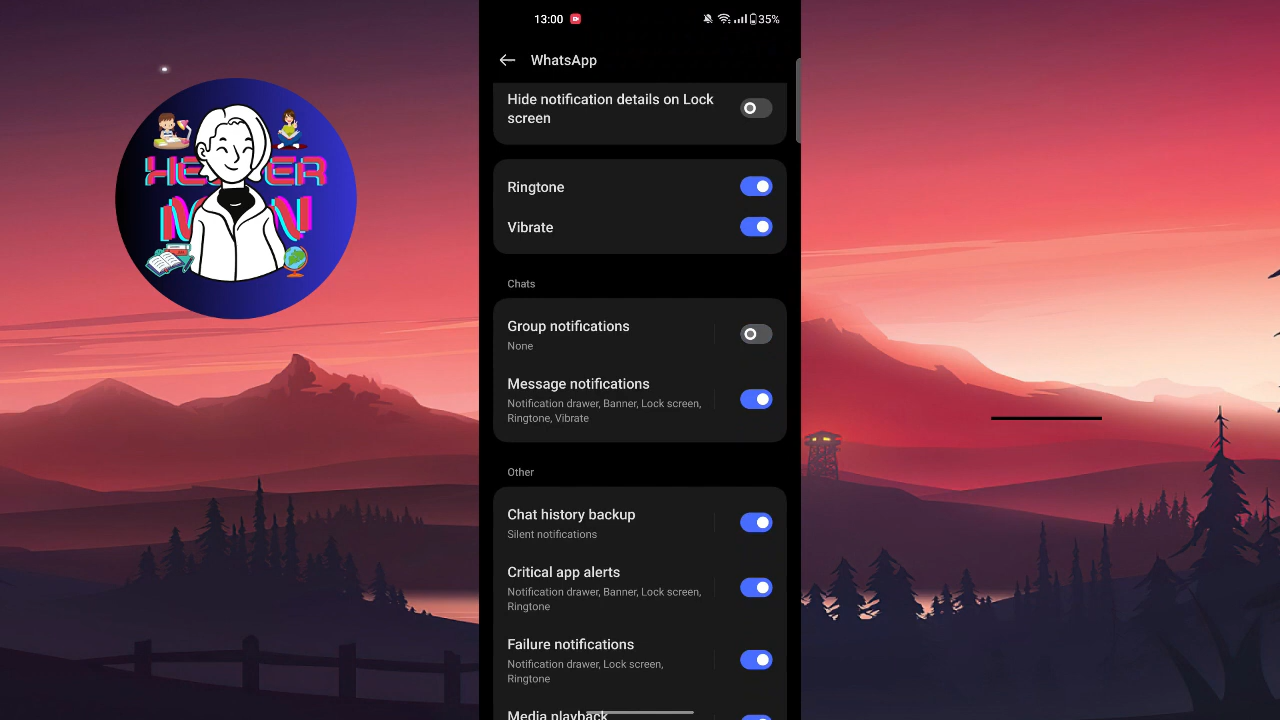 13:00
35%
WhatsApp
Hide notification details on Lock
screen
Ringtone
Vibrate
Chats
Group notifications
None
Message notifications
Notification drawer, Banner, Lock screen,
Ringtone, Vibrate
Other
Chat history backup
Silent notifications
Critical app alerts
Notification drawer, Banner, Lock screen,
Ringtone
Failure notifications
Notification drawer, Lock screen,
Ringtone
Media playback